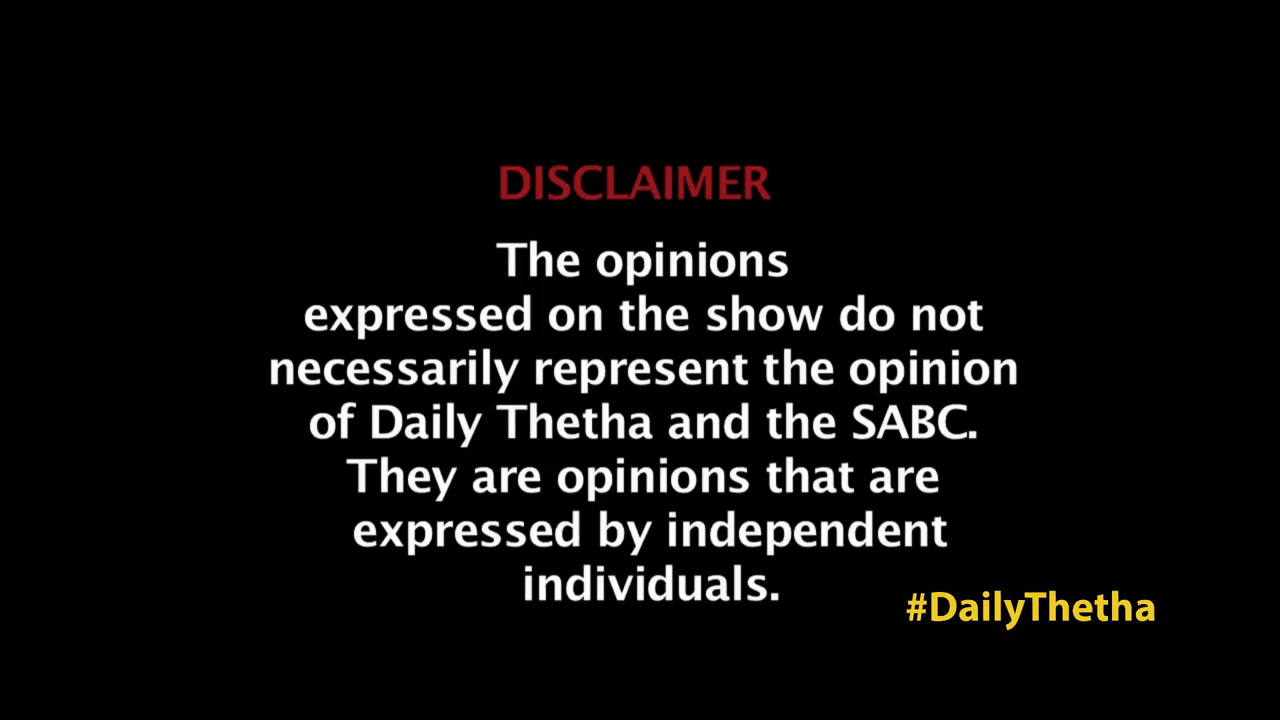 DISCLAIMER
The opinions
expressed on the show do not
necessarily represent the opinion
of Daily Thetha and the SABC.
They are opinions that are
expressed by independent
individuals.
#DailyThetha